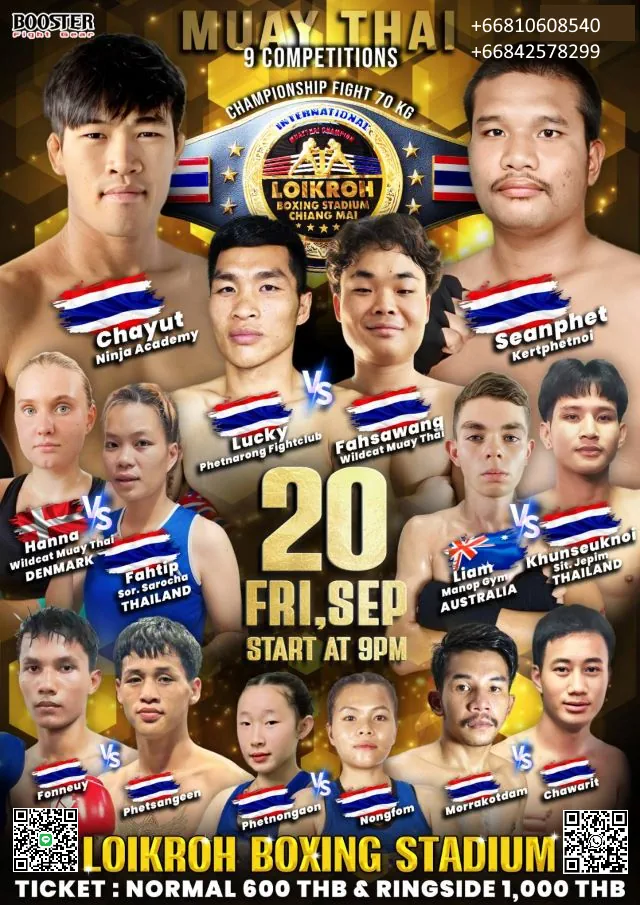 BOOSTER
Fight Gear
MUAY THAI
9 COMPETITIONS
+66810608540
+66842578299
CHAMPIONSHIP FIGHT 70 KG
INTERNATIONAL
MUAYTHAI CHAMPION
LOIKROH
BOXING STADIUM
CHIANG MAI
Chayut
Ninja Academy
Seanphet
Kertphetnoi
VS
Lucky
Phetnarong Fightclub
Fahsawang
Wildcat Muay Thai
VS
Hanna
Wildcat Muay Thai
DENMARK
Fahtip
Sor. Sarocha
THAILAND
VS
Liam
Manop Gym
AUSTRALIA
Khunseuknoi
Sit. Jepim
THAILAND
20
FRI,SEP
START AT 9PM
VS
Fonneuy
Phetsangeen
VS
Phetnongaon
Nongfom
VS
Morrakotdam
Chawarit
LOIKROH BOXING STADIUM
TICKET : NORMAL 600 THB & RINGSIDE 1,000 THB